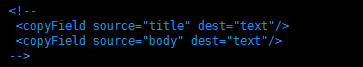 <!--
 <copyField source="title" dest="text"/>
 <copyField source="body" dest="text"/>
-->